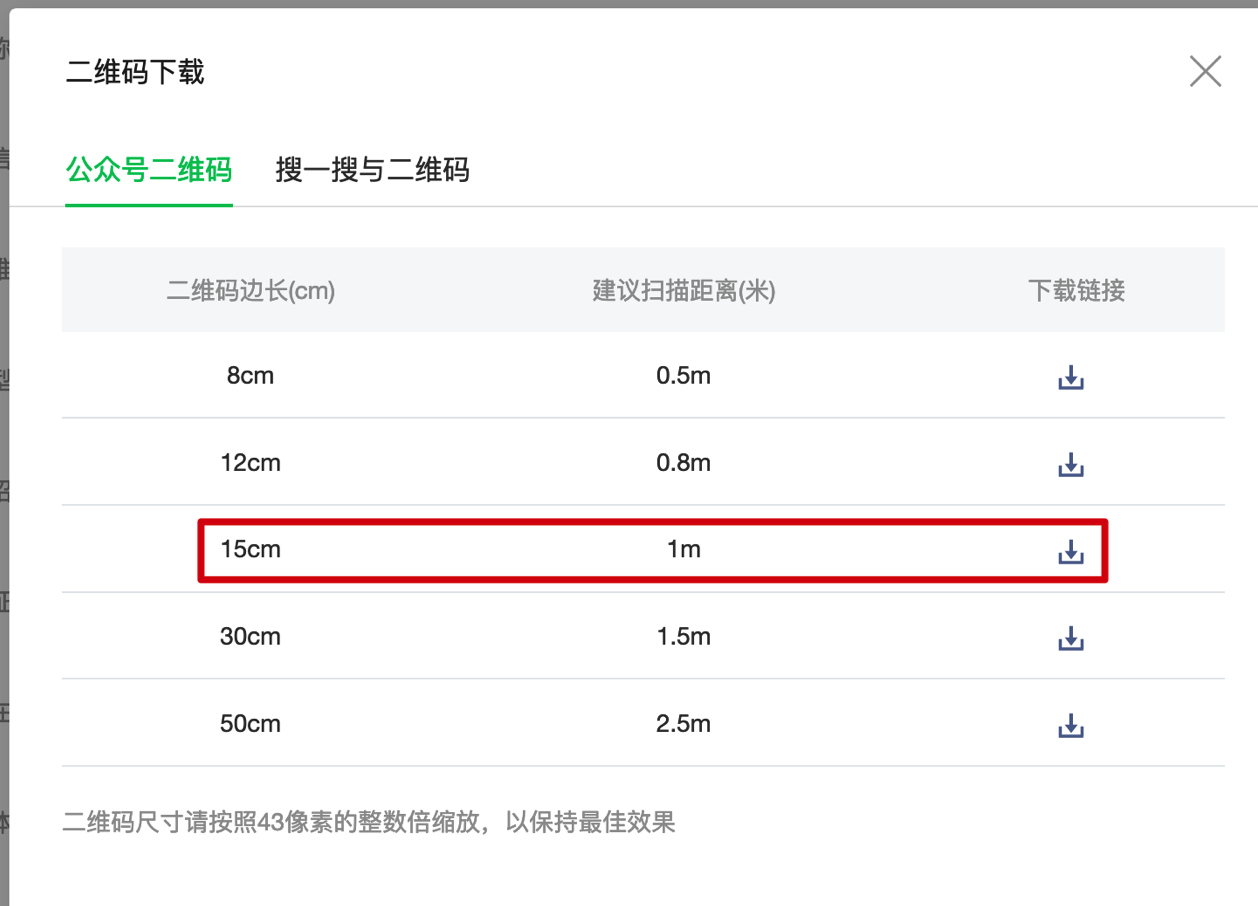 二维码下载
公众号二维码 搜一搜与二维码
二维码边长(cm) 建议扫描距离(米) 下载链接
8cm 0.5m
12cm 0.8m
15cm 1m
30cm 1.5m
50cm 2.5m
二维码尺寸请按照43像素的整数倍缩放，以保持最佳效果